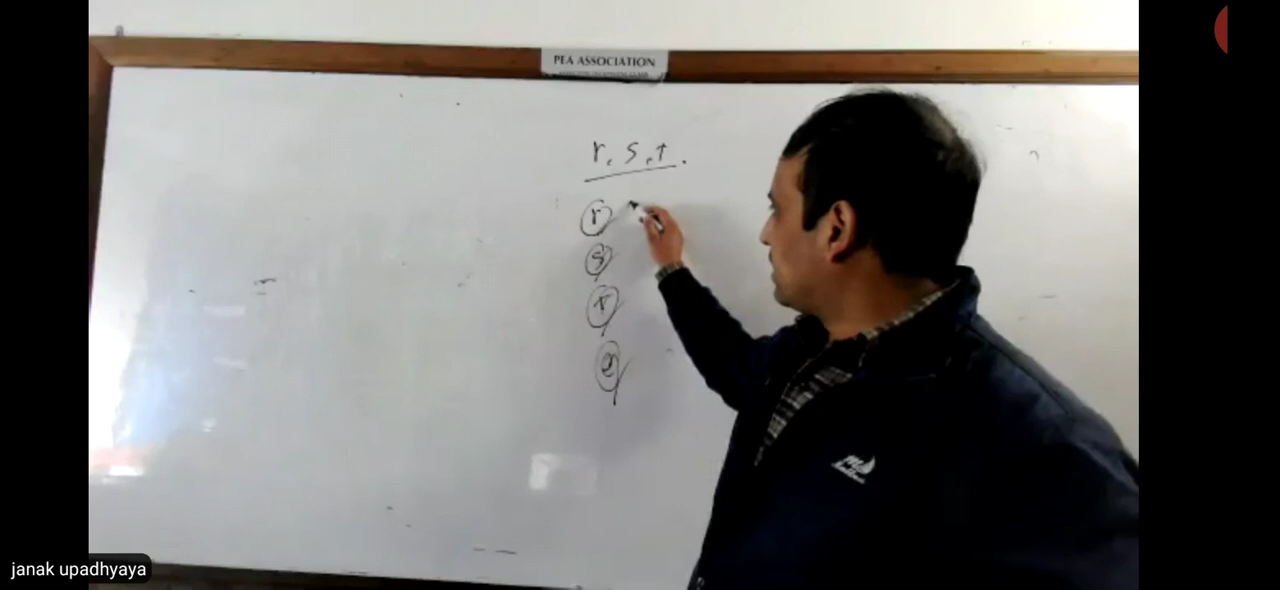 PEA ASSOCIATION
r, s, t.
r
s
t
e
janak upadhyaya